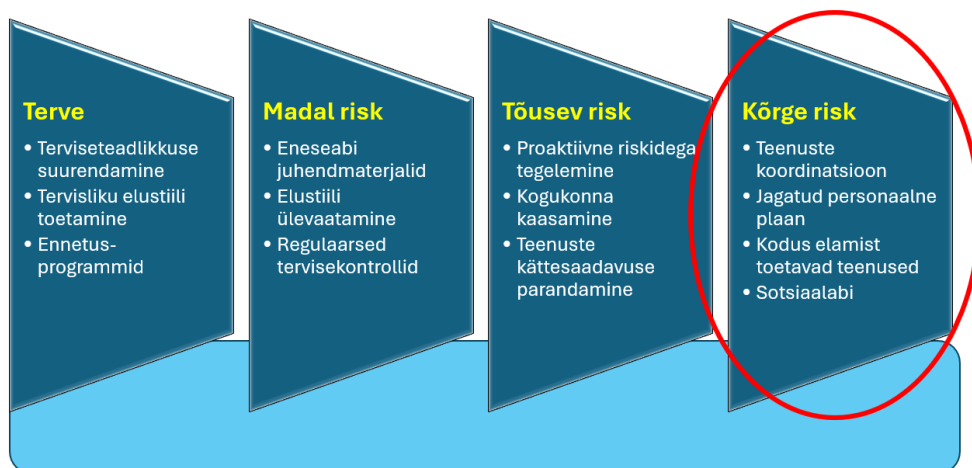 Terve
• Terviseteadlikkuse
suurendamine
• Tervisliku elustiili
toetamine
• Ennetus-
programmid
Madal risk
• Eneseabi
juhendmaterjalid
• Elustiili
ülevaatamine
• Regulaarsed
tervisekontrollid
Tõusev risk
• Proaktiivne riskidega
tegelemine
• Kogukonna
kaasamine
• Teenuste
kättesaadavuse
parandamine
Kõrge risk
• Teenuste
koordinatsioon
• Jagatud personaalne
plaan
• Kodus elamist
toetavad teenused
• Sotsiaalabi